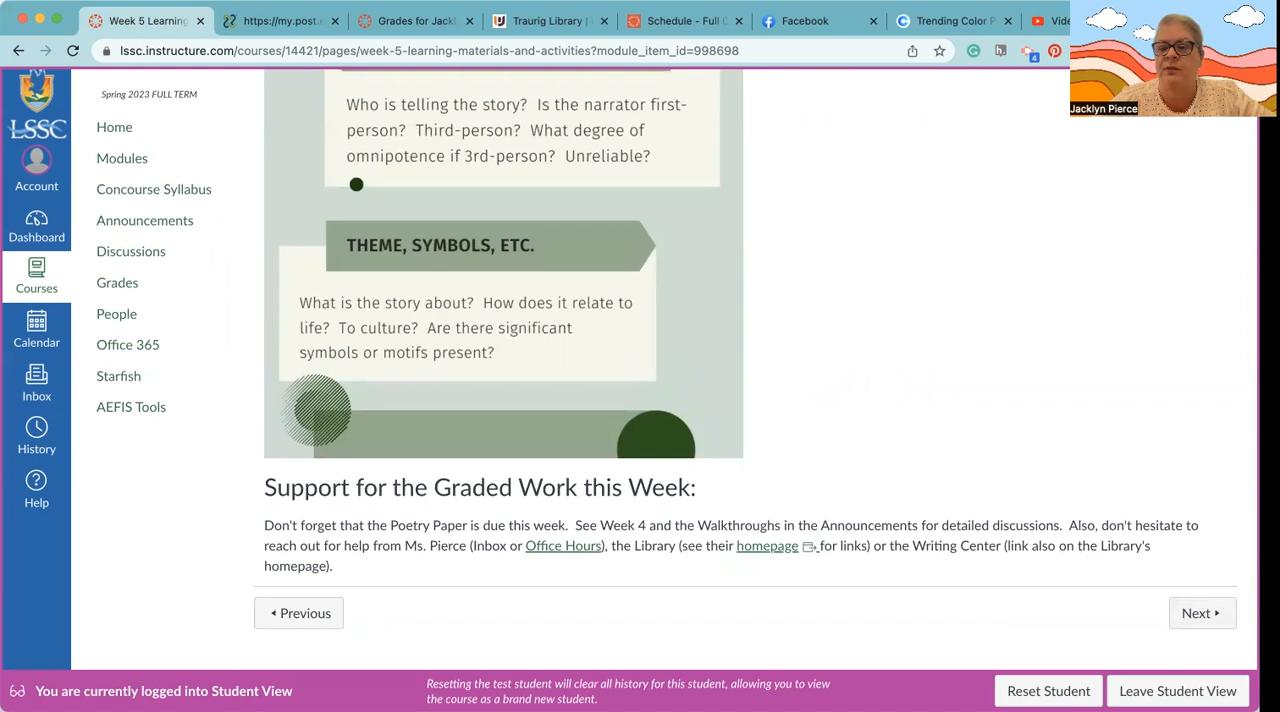 Week 5 Learning
https://my.post.
Grades for Jackl
Traurig Library |
Schedule - Full C
Facebook
Trending Color P
Vide
lssc.instructure.com/courses/14421/pages/week-5-learning-materials-and-activities?module_item_id=998698
4
Jacklyn Pierce
LSSC
Account
Dashboard
Courses
Calendar
Inbox
History
Help
Spring 2023 FULL TERM
Home
Modules
Concourse Syllabus
Announcements
Discussions
Grades
People
Office 365
Starfish
AEFIS Tools
Who is telling the story? Is the narrator first-
person? Third-person? What degree of
omnipotence if 3rd-person? Unreliable?
THEME, SYMBOLS, ETC.
What is the story about? How does it relate to
life? To culture? Are there significant
symbols or motifs present?
Support for the Graded Work this Week:
Don't forget that the Poetry Paper is due this week. See Week 4 and the Walkthroughs in the Announcements for detailed discussions. Also, don't hesitate to
reach out for help from Ms. Pierce (Inbox or Office Hours), the Library (see their homepage for links) or the Writing Center (link also on the Library's
homepage).
Previous
Next
You are currently logged into Student View
Resetting the test student will clear all history for this student, allowing you to view
the course as a brand new student.
Reset Student
Leave Student View